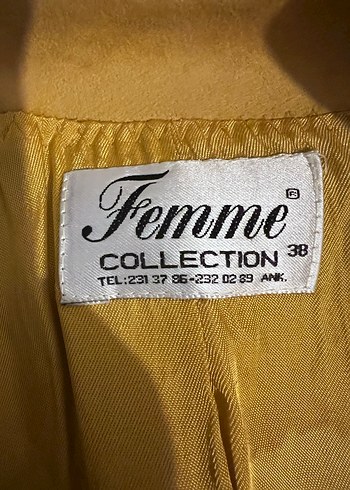 Femme ®
COLLECTION 38
TEL:231 37 86-232 02 89 ANK.